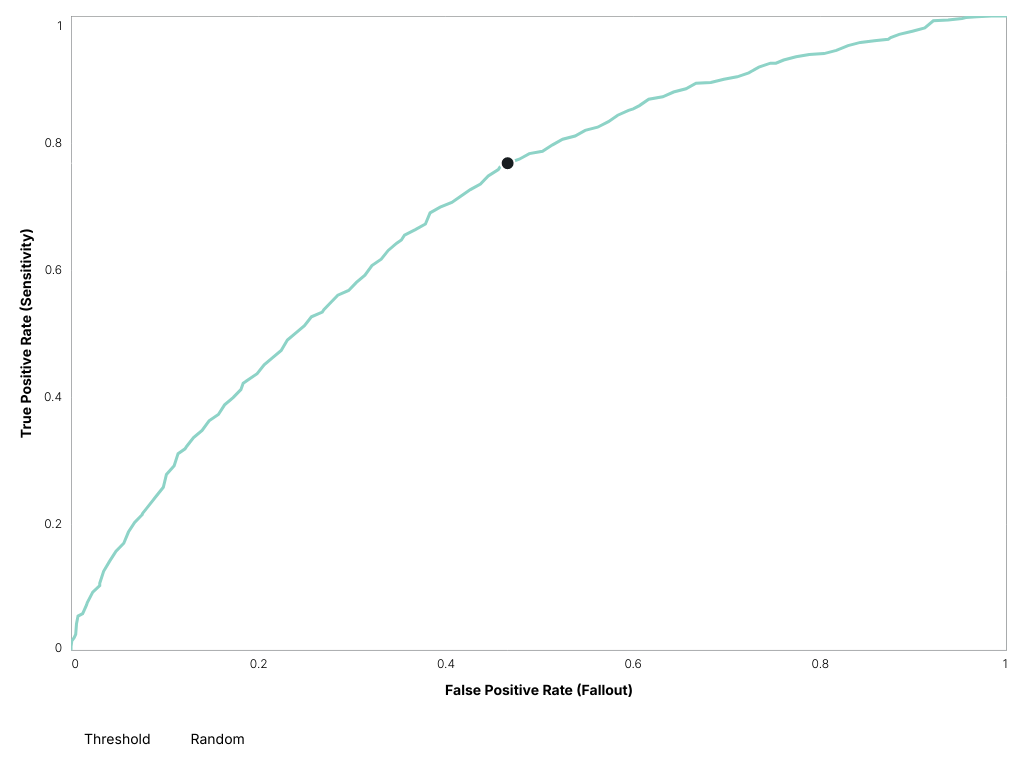 1
0.8
0.6
0.4
0.2
0
True Positive Rate (Sensitivity)
0 0.2 0.4 0.6 0.8 1
False Positive Rate (Fallout)
Threshold Random